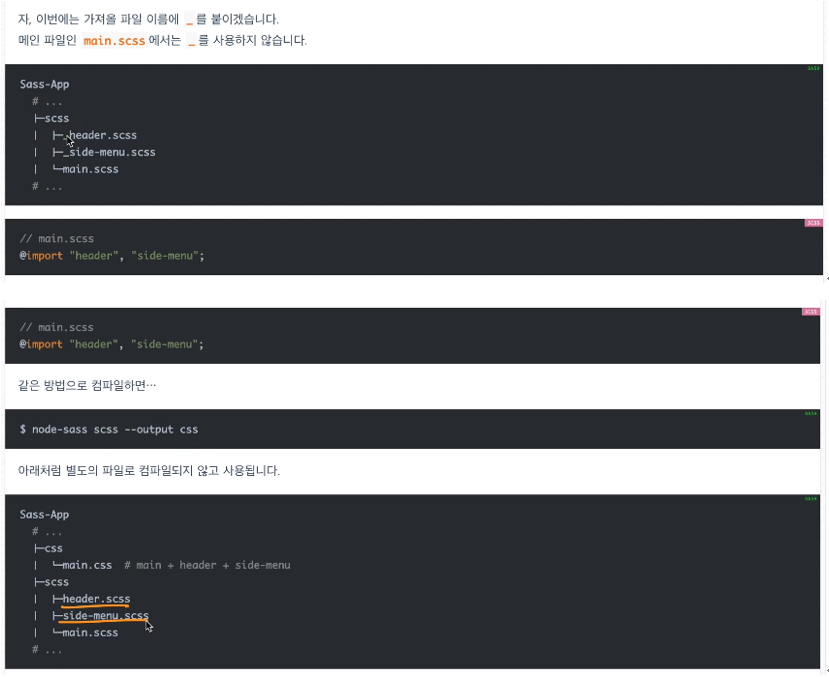 자, 이번에는 가져올 파일 이름에 _ 를 붙이겠습니다.
메인 파일인 main.scss 에서는 _ 를 사용하지 않습니다.
Sass-App
# ...
├─scss
| ├─_header.scss
| ├─_side-menu.scss
| └─main.scss
# ...
SCSS
// main.scss
@import "header", "side-menu";
SCSS
// main.scss
@import "header", "side-menu";
같은 방법으로 컴파일하면…
$ node-sass scss --output css
아래처럼 별도의 파일로 컴파일되지 않고 사용됩니다.
Sass-App
# ...
├─css
| └─main.css # main + header + side-menu
├─scss
| ├─header.scss
| ├─side-menu.scss
| └─main.scss
# ...